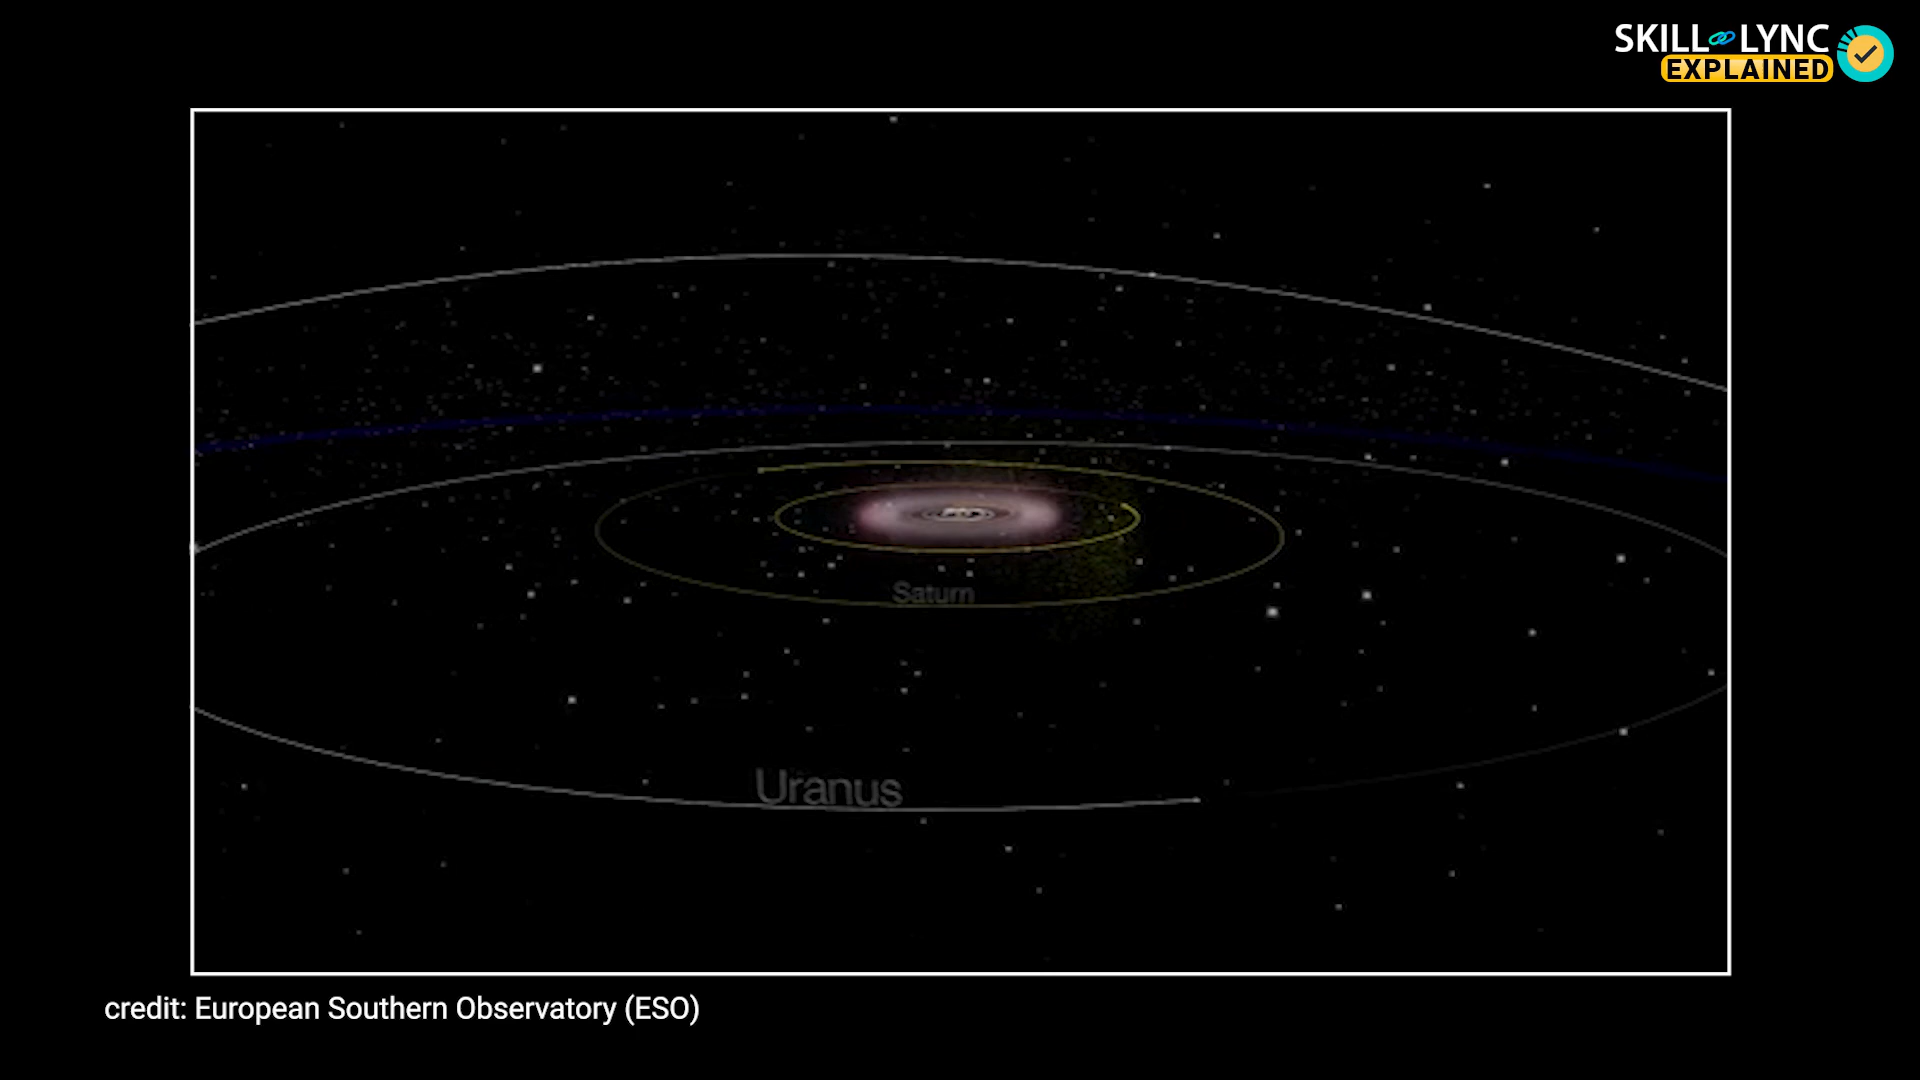 SKILL LYNC
EXPLAINED
Saturn
Uranus
credit: European Southern Observatory (ESO)